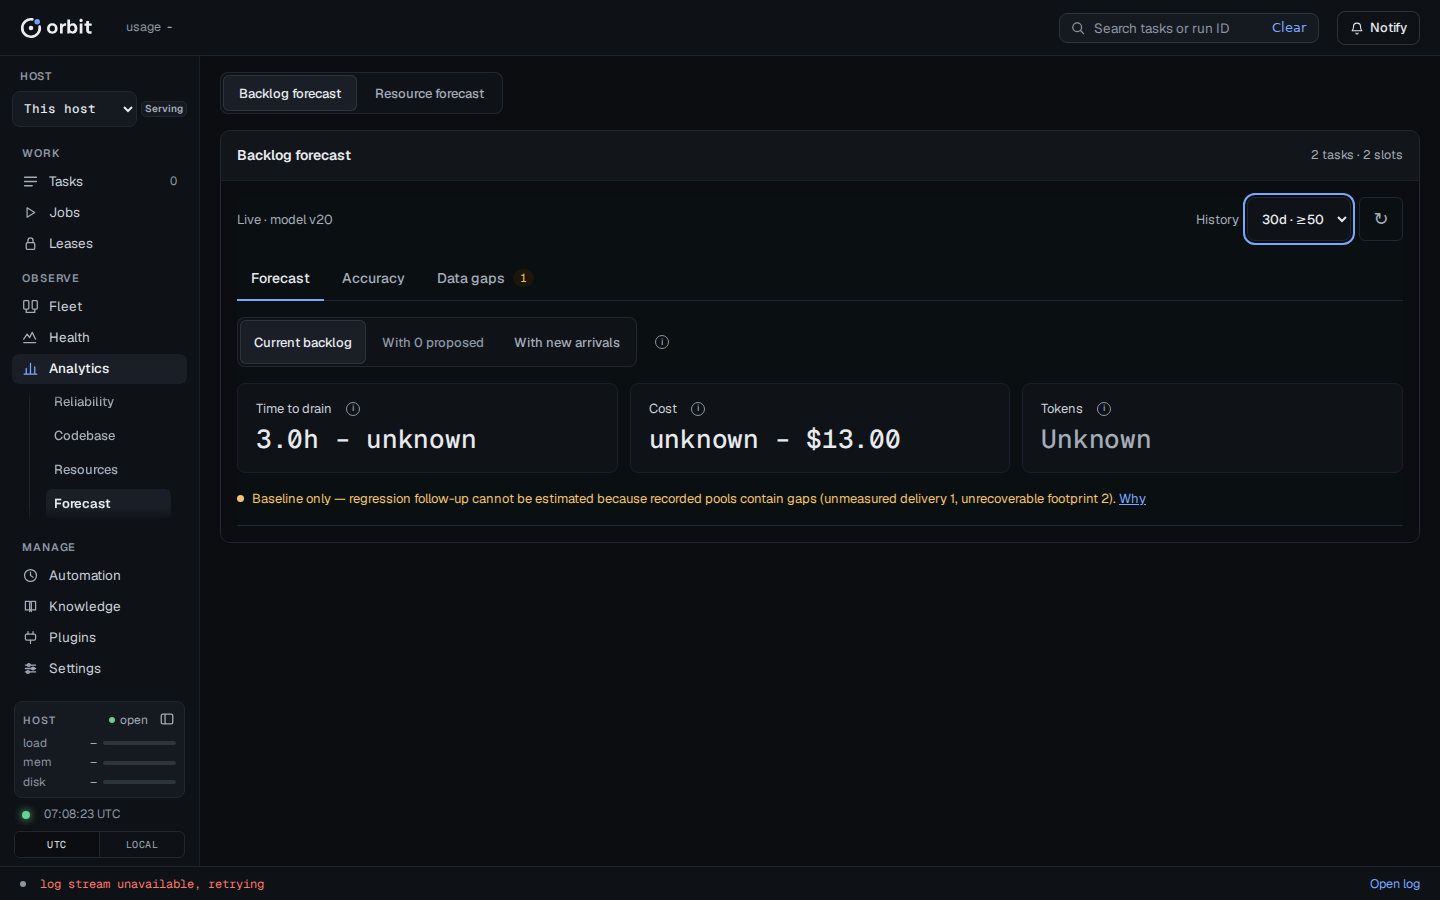 orbit
usage –
Search tasks or run ID
Clear
Notify
HOST
This host
Serving
WORK
Tasks
0
Jobs
Leases
OBSERVE
Fleet
Health
Analytics
Reliability
Codebase
Resources
Forecast
MANAGE
Automation
Knowledge
Plugins
Settings
HOST
open
load –
mem –
disk –
07:08:23 UTC
UTC
LOCAL
Backlog forecast
Resource forecast
Backlog forecast
2 tasks · 2 slots
Live · model v20
History
30d · ≥50
↻
Forecast
Accuracy
Data gaps
1
Current backlog
With 0 proposed
With new arrivals
Time to drain
3.0h – unknown
Cost
unknown – $13.00
Tokens
Unknown
Baseline only — regression follow-up cannot be estimated because recorded pools contain gaps (unmeasured delivery 1, unrecoverable footprint 2). Why
log stream unavailable, retrying
Open log